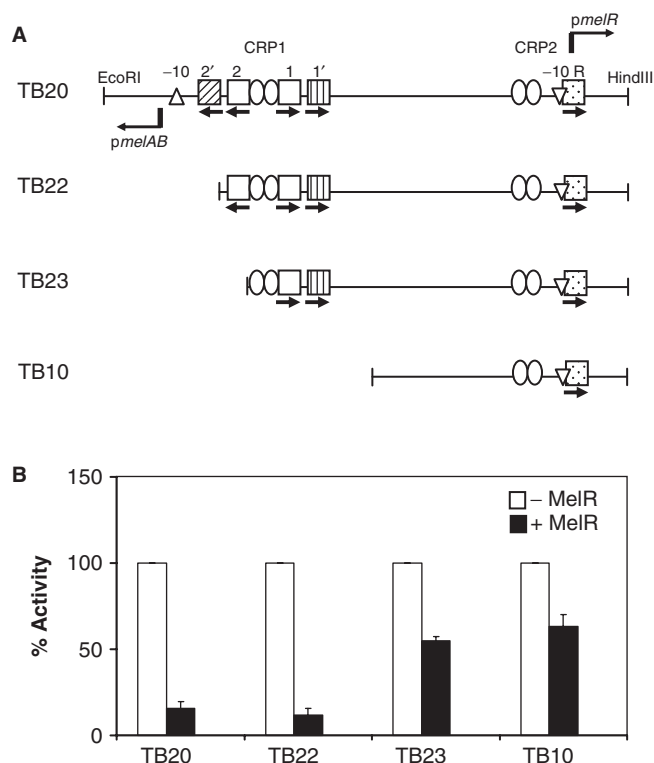 A
pmelR
CRP1 CRP2
EcoRI −10 2′ 2 1 1′ −10 R HindIII
TB20
pmelAB
TB22
TB23
TB10
B
150
100
50
0
% Activity
− MelR
+ MelR
TB20 TB22 TB23 TB10